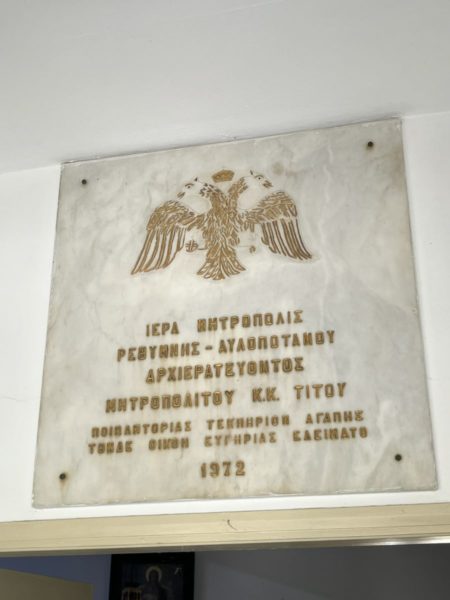 ΙΕΡΑ ΜΗΤΡΟΠΟΛΙΣ
ΡΕΘΥΜΝΗΣ - ΑΥΛΟΠΟΤΑΜΟΥ
ΑΡΧΙΕΡΑΤΕΥΟΝΤΟΣ
ΜΗΤΡΟΠΟΛΙΤΟΥ Κ.Κ. ΤΙΤΟΥ
ΠΟΙΜΑΝΤΟΡΙΑΣ ΤΕΚΜΗΡΙΟΝ ΑΓΑΠΗΣ
ΤΟΝΔΕ ΟΙΚΟΝ ΕΥΓΗΡΙΑΣ ΕΔΕΙΜΑΤΟ
1972